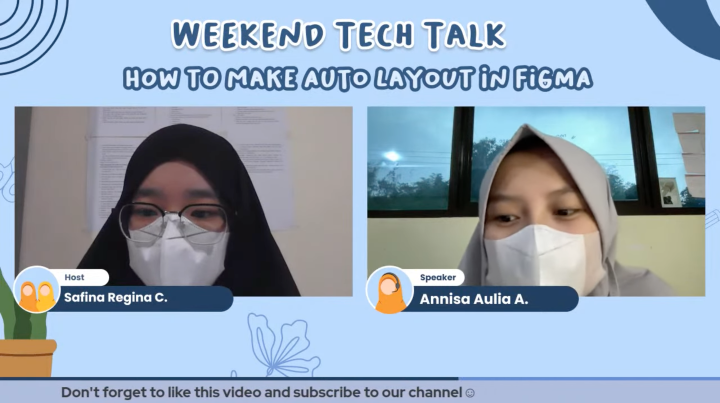 WEEKEND TECH TALK
HOW TO MAKE AUTO LAYOUT IN FIGMA
Host
Safina Regina C.
Speaker
Annisa Aulia A.
Don't forget to like this video and subscribe to our channel☺